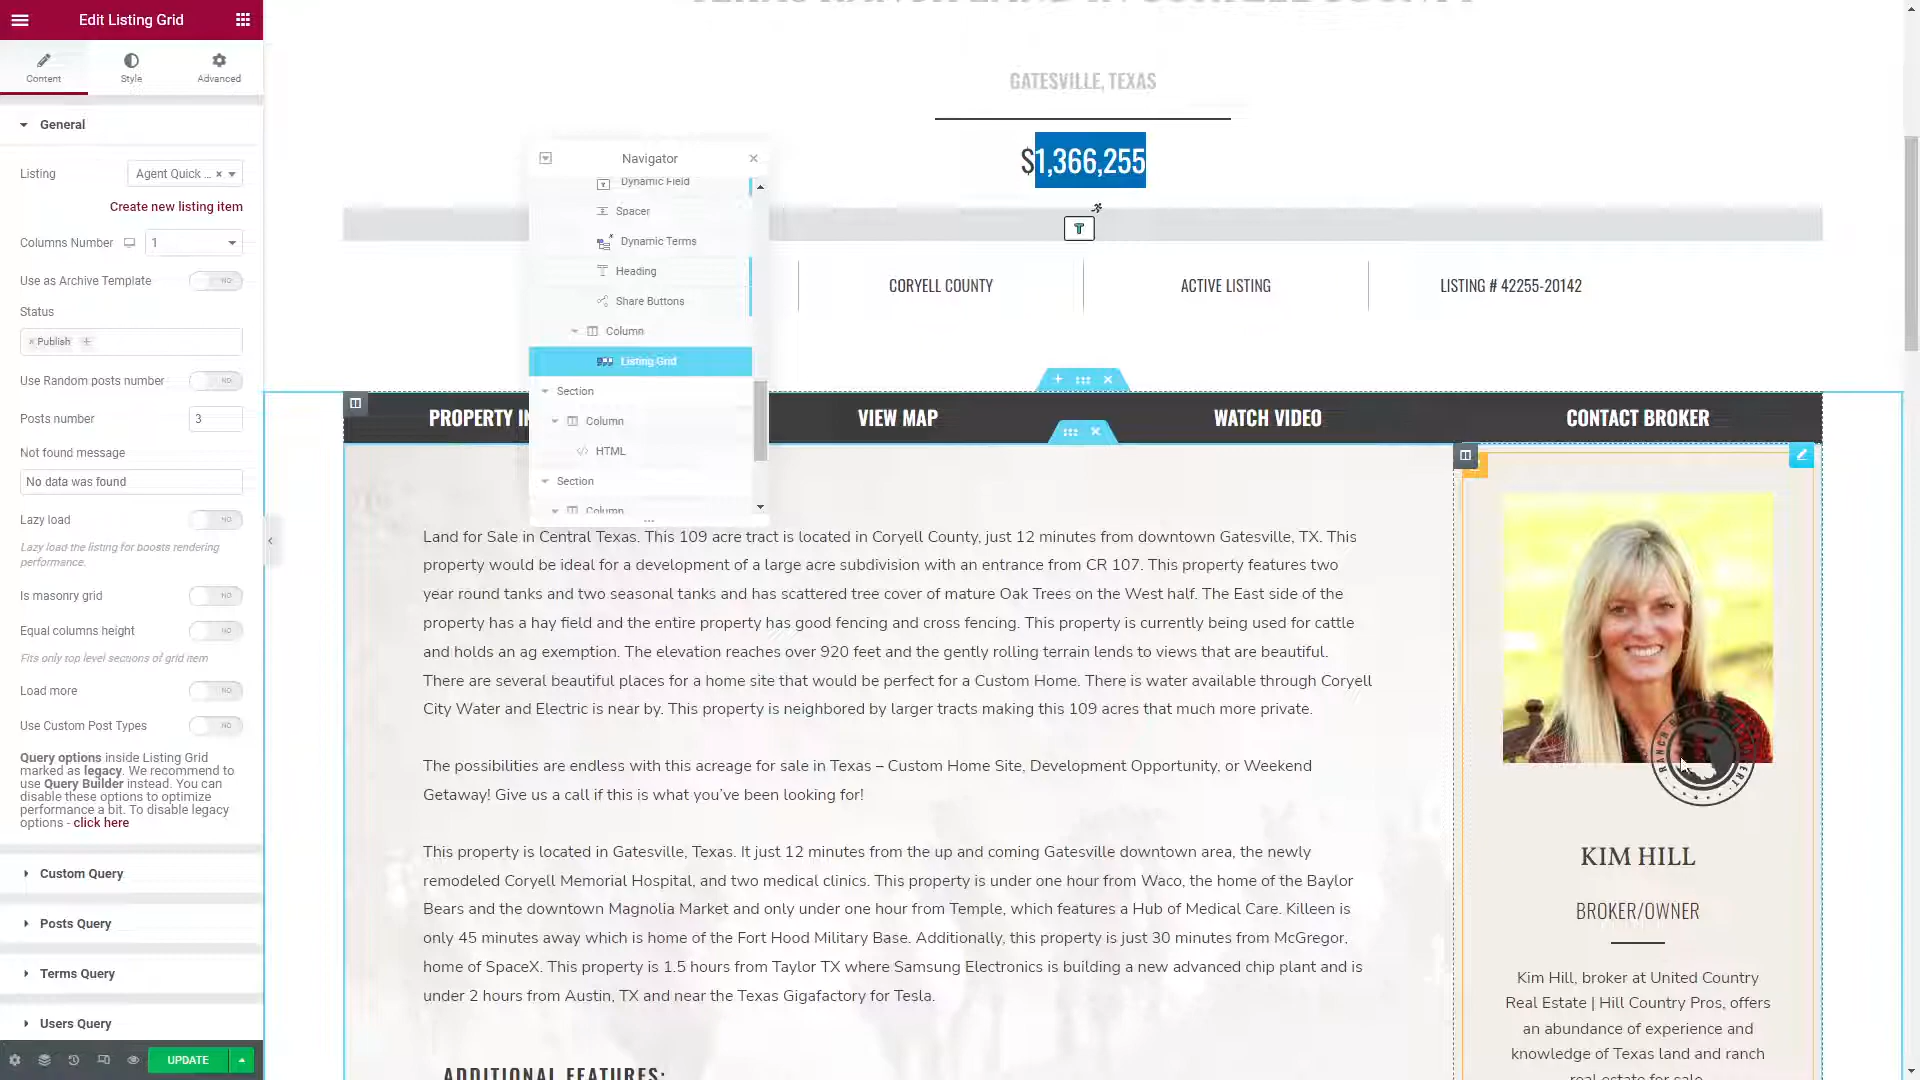 Edit Listing Grid
Content
Style
Advanced
General
Listing
Agent Quick ... ×
Create new listing item
Columns Number
1
Use as Archive Template
NO
Status
× Publish
Use Random posts number
NO
Posts number
3
Not found message
No data was found
Lazy load
NO
Lazy load the listing for boosts rendering
performance.
Is masonry grid
NO
Equal columns height
NO
Fits only top level sections of grid item
Load more
NO
Use Custom Post Types
NO
Query options inside Listing Grid
marked as legacy. We recommend to
use Query Builder instead. You can
disable these options to optimize
performance a bit. To disable legacy
options - click here
Custom Query
Posts Query
Terms Query
Users Query
UPDATE
Navigator
Dynamic Field
Spacer
Dynamic Terms
Heading
Share Buttons
Column
Listing Grid
Section
Column
HTML
Section
Column
TEXAS RANCH LAND IN CORYELL COUNTY
GATESVILLE, TEXAS
$1,366,255
CORYELL COUNTY
ACTIVE LISTING
LISTING # 42255-20142
PROPERTY IN
VIEW MAP
WATCH VIDEO
CONTACT BROKER
Land for Sale in Central Texas. This 109 acre tract is located in Coryell County, just 12 minutes from downtown Gatesville, TX. This
property would be ideal for a development of a large acre subdivision with an entrance from CR 107. This property features two
year round tanks and two seasonal tanks and has scattered tree cover of mature Oak Trees on the West half. The East side of the
property has a hay field and the entire property has good fencing and cross fencing. This property is currently being used for cattle
and holds an ag exemption. The elevation reaches over 920 feet and the gently rolling terrain lends to views that are beautiful.
There are several beautiful places for a home site that would be perfect for a Custom Home. There is water available through Coryell
City Water and Electric is near by. This property is neighbored by larger tracts making this 109 acres that much more private.
The possibilities are endless with this acreage for sale in Texas – Custom Home Site, Development Opportunity, or Weekend
Getaway! Give us a call if this is what you’ve been looking for!
This property is located in Gatesville, Texas. It just 12 minutes from the up and coming Gatesville downtown area, the newly
remodeled Coryell Memorial Hospital, and two medical clinics. This property is under one hour from Waco, the home of the Baylor
Bears and the downtown Magnolia Market and only under one hour from Temple, which features a Hub of Medical Care. Killeen is
only 45 minutes away which is home of the Fort Hood Military Base. Additionally, this property is just 30 minutes from McGregor,
home of SpaceX. This property is 1.5 hours from Taylor TX where Samsung Electronics is building a new advanced chip plant and is
under 2 hours from Austin, TX and near the Texas Gigafactory for Tesla.
ADDITIONAL FEATURES:
KIM HILL
BROKER/OWNER
Kim Hill, broker at United Country
Real Estate | Hill Country Pros, offers
an abundance of experience and
knowledge of Texas land and ranch
real estate for sale